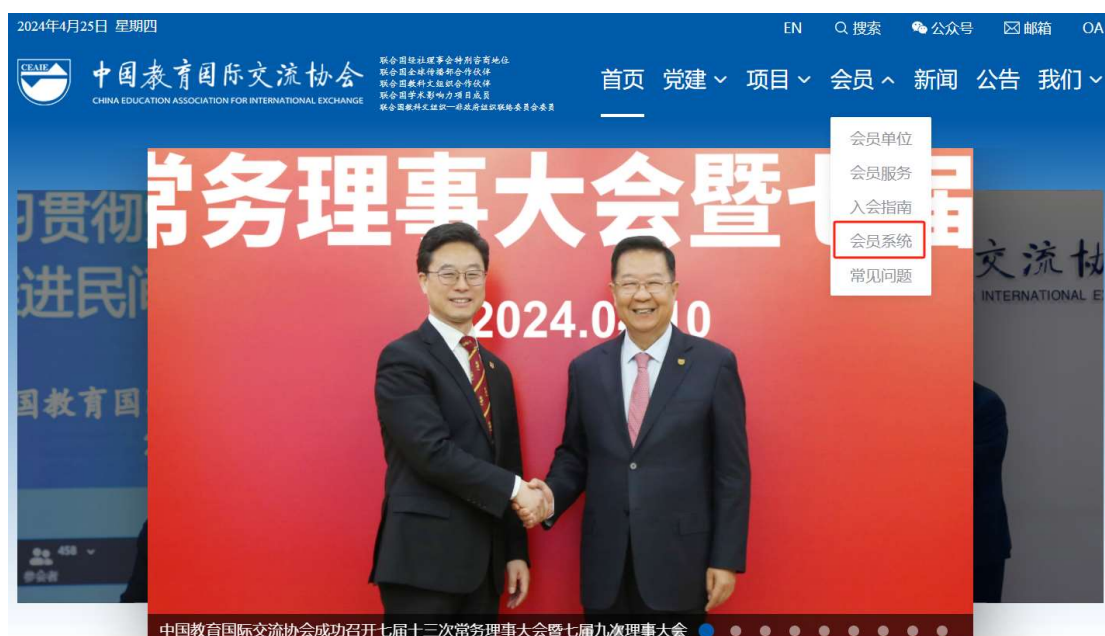 2024年4月25日 星期四
EN 搜索 公众号 邮箱 OA
CEAIE
中国教育国际交流协会
CHINA EDUCATION ASSOCIATION FOR INTERNATIONAL EXCHANGE
联合国经社理事会特别咨商地位
联合国全球传播部合作伙伴
联合国教科文组织合作伙伴
联合国学术影响力项目成员
联合国教科文组织—非政府组织联络委员会委员
首页 党建 项目 会员 新闻 公告 我们
会员单位
会员服务
入会指南
会员系统
常见问题
常务理事大会暨七届
2024.0 10
习贯彻
进民间
国教育国
458
参会者
交流协
INTERNATIONAL E
中国教育国际交流协会成功召开七届十三次常务理事大会暨七届九次理事大会